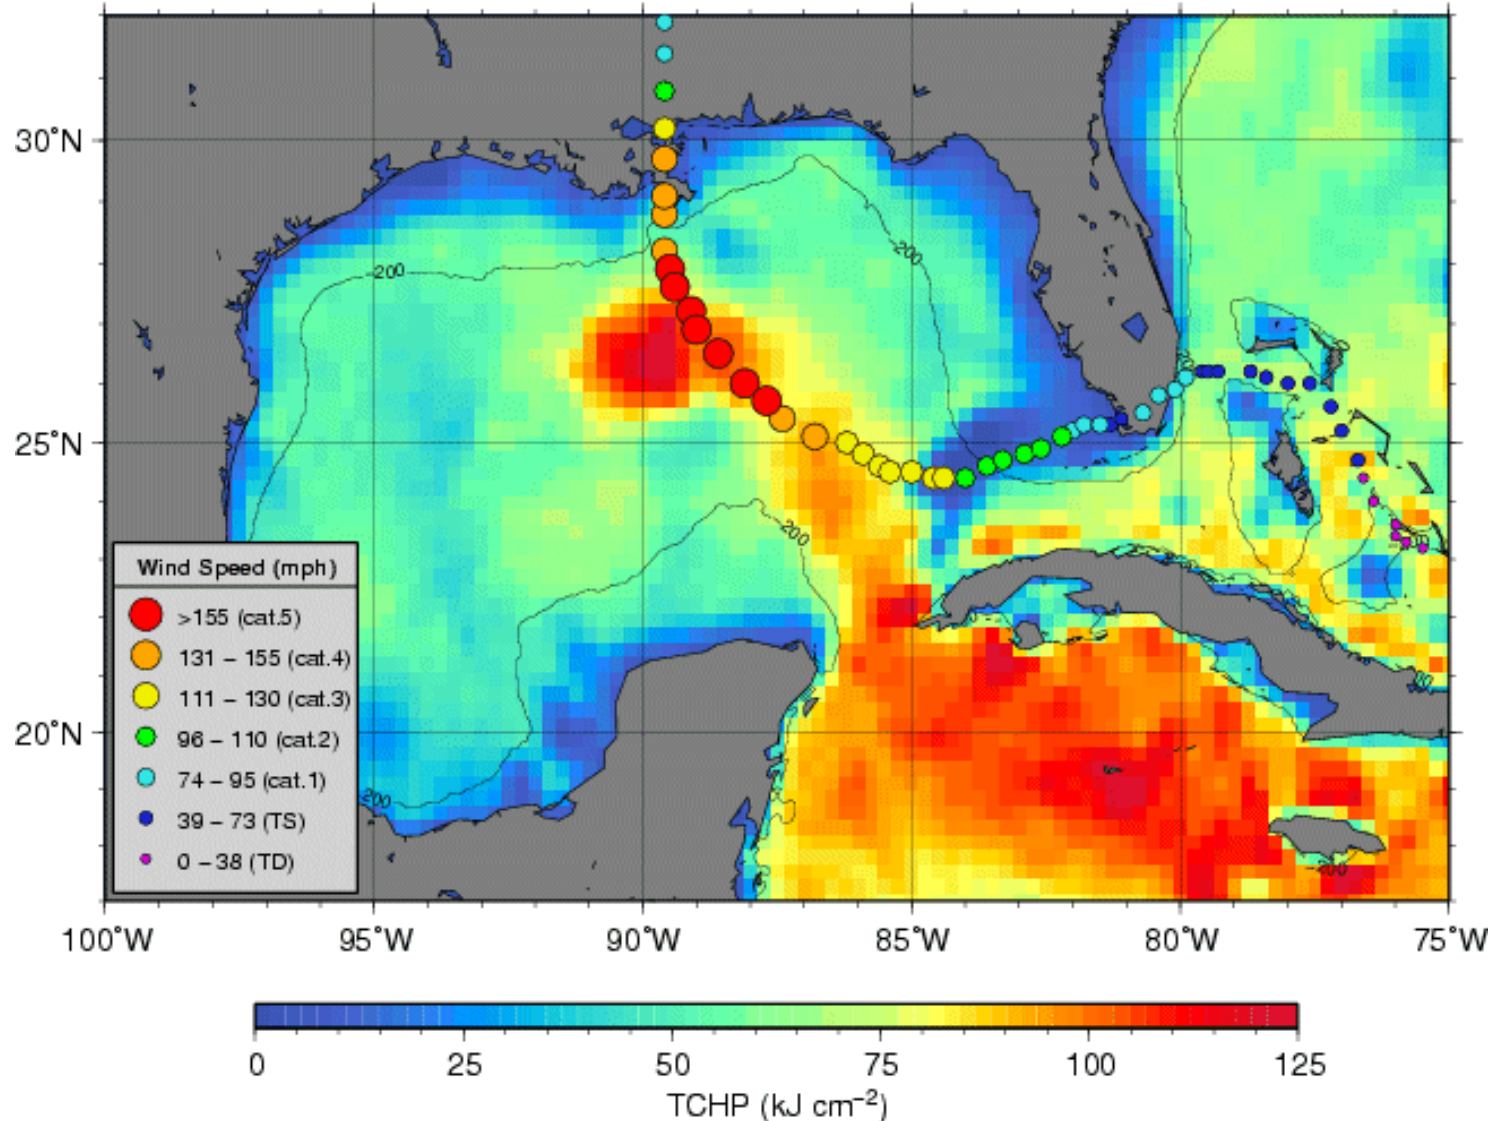 30°N
25°N
20°N
200
200
200
200
200
Wind Speed (mph)
>155 (cat.5)
131 – 155 (cat.4)
111 – 130 (cat.3)
96 – 110 (cat.2)
74 – 95 (cat.1)
39 – 73 (TS)
0 – 38 (TD)
100°W 95°W 90°W 85°W 80°W 75°W
0 25 50 75 100 125
TCHP (kJ cm⁻²)